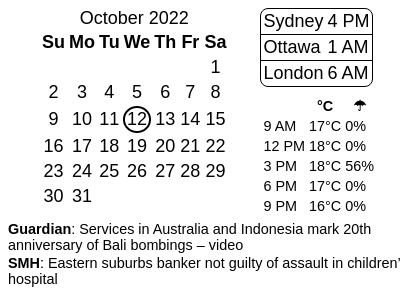 October 2022
Su Mo Tu We Th Fr Sa
1
2 3 4 5 6 7 8
9 10 11 12 13 14 15
16 17 18 19 20 21 22
23 24 25 26 27 28 29
30 31
Sydney 4 PM
Ottawa 1 AM
London 6 AM
°C ☂
9 AM 17°C 0%
12 PM 18°C 0%
3 PM 18°C 56%
6 PM 17°C 0%
9 PM 16°C 0%
Guardian: Services in Australia and Indonesia mark 20th
anniversary of Bali bombings – video
SMH: Eastern suburbs banker not guilty of assault in children'
hospital